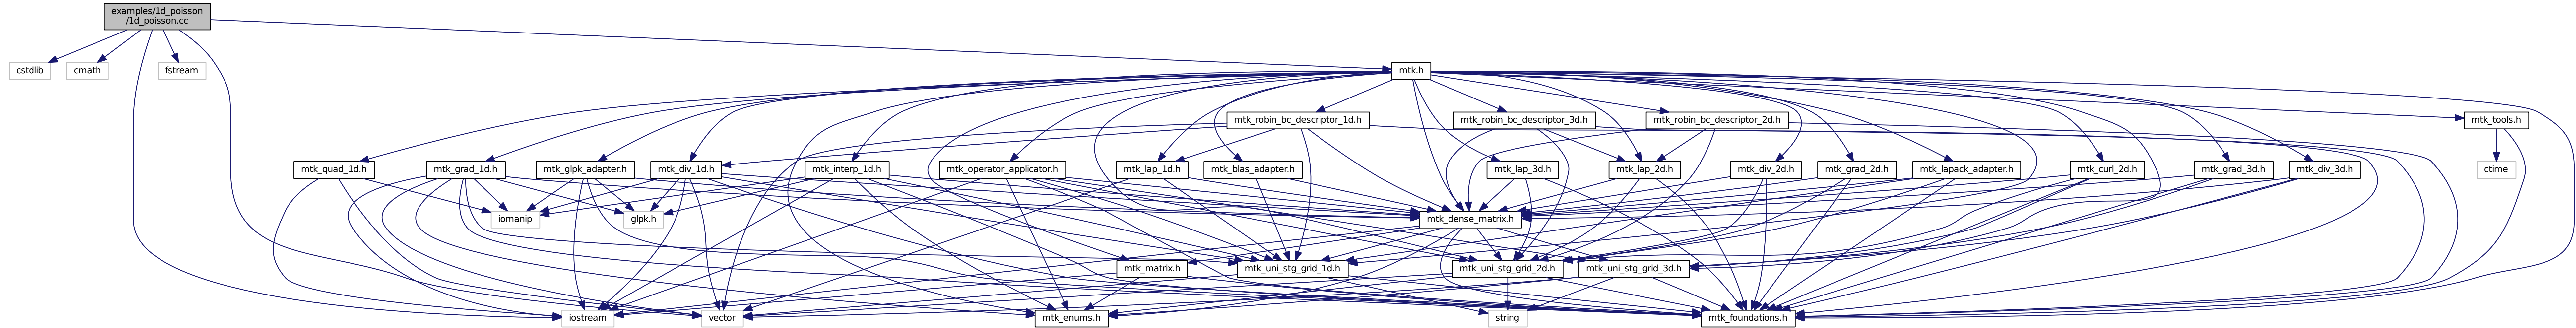 examples/1d_poisson
/1d_poisson.cc
cstdlib
cmath
fstream
mtk.h
mtk_robin_bc_descriptor_1d.h
mtk_robin_bc_descriptor_3d.h
mtk_robin_bc_descriptor_2d.h
mtk_tools.h
mtk_quad_1d.h
mtk_grad_1d.h
mtk_glpk_adapter.h
mtk_div_1d.h
mtk_interp_1d.h
mtk_operator_applicator.h
mtk_lap_1d.h
mtk_blas_adapter.h
mtk_lap_3d.h
mtk_lap_2d.h
mtk_div_2d.h
mtk_grad_2d.h
mtk_lapack_adapter.h
mtk_curl_2d.h
mtk_grad_3d.h
mtk_div_3d.h
ctime
iomanip
glpk.h
mtk_dense_matrix.h
mtk_matrix.h
mtk_uni_stg_grid_1d.h
mtk_uni_stg_grid_2d.h
mtk_uni_stg_grid_3d.h
iostream
vector
mtk_enums.h
string
mtk_foundations.h